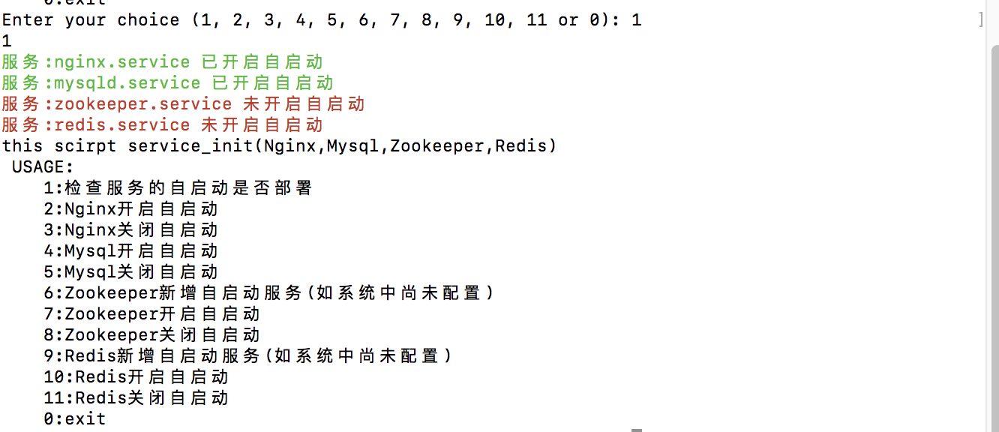 0:exit
Enter your choice (1, 2, 3, 4, 5, 6, 7, 8, 9, 10, 11 or 0): 1
1
服务:nginx.service 已开启自启动
服务:mysqld.service 已开启自启动
服务:zookeeper.service 未开启自启动
服务:redis.service 未开启自启动
this scirpt service_init(Nginx,Mysql,Zookeeper,Redis)
USAGE:
1:检查服务的自启动是否部署
2:Nginx开启自启动
3:Nginx关闭自启动
4:Mysql开启自启动
5:Mysql关闭自启动
6:Zookeeper新增自启动服务(如系统中尚未配置)
7:Zookeeper开启自启动
8:Zookeeper关闭自启动
9:Redis新增自启动服务(如系统中尚未配置)
10:Redis开启自启动
11:Redis关闭自启动
0:exit